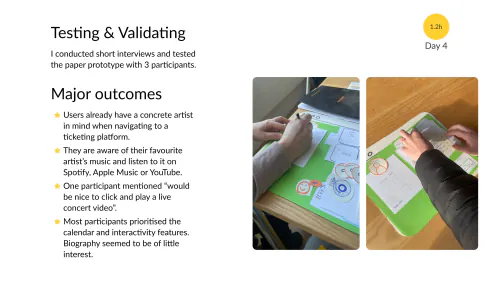 Testing & Validating
I conducted short interviews and tested
the paper prototype with 3 participants.
1.2h
Day 4
Major outcomes
Users already have a concrete artist
in mind when navigating to a
ticketing platform.
They are aware of their favourite
artist's music and listen to it on
Spotify, Apple Music or YouTube.
One participant mentioned “would
be nice to click and play a live
concert video”.
Most participants prioritised the
calendar and interactivity features.
Biography seemed to be of little
interest.